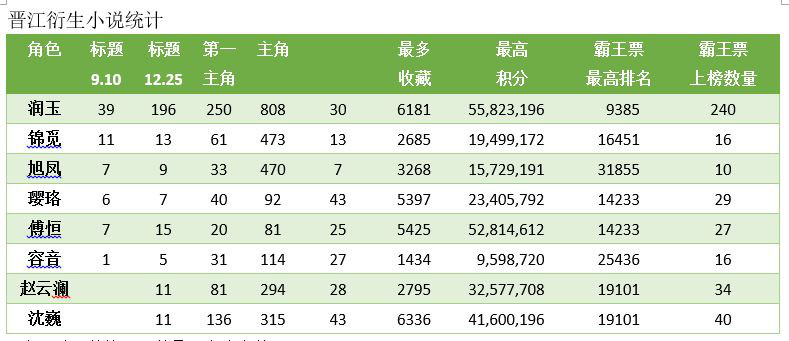 晋江衍生小说统计
角色 标题 标题 第一 主角 最多 最高 霸王票 霸王票
9.10 12.25 主角 收藏 积分 最高排名 上榜数量
润玉 39 196 250 808 30 6181 55,823,196 9385 240
锦觅 11 13 61 473 13 2685 19,499,172 16451 16
旭凤 7 9 33 470 7 3268 15,729,191 31855 10
璎珞 6 7 40 92 43 5397 23,405,792 14233 29
傅恒 7 15 20 81 25 5425 52,814,612 14233 27
容音 1 5 31 114 27 1434 9,598,720 25436 16
赵云澜 11 81 294 28 2795 32,577,708 19101 34
沈巍 11 136 315 43 6336 41,600,196 19101 40